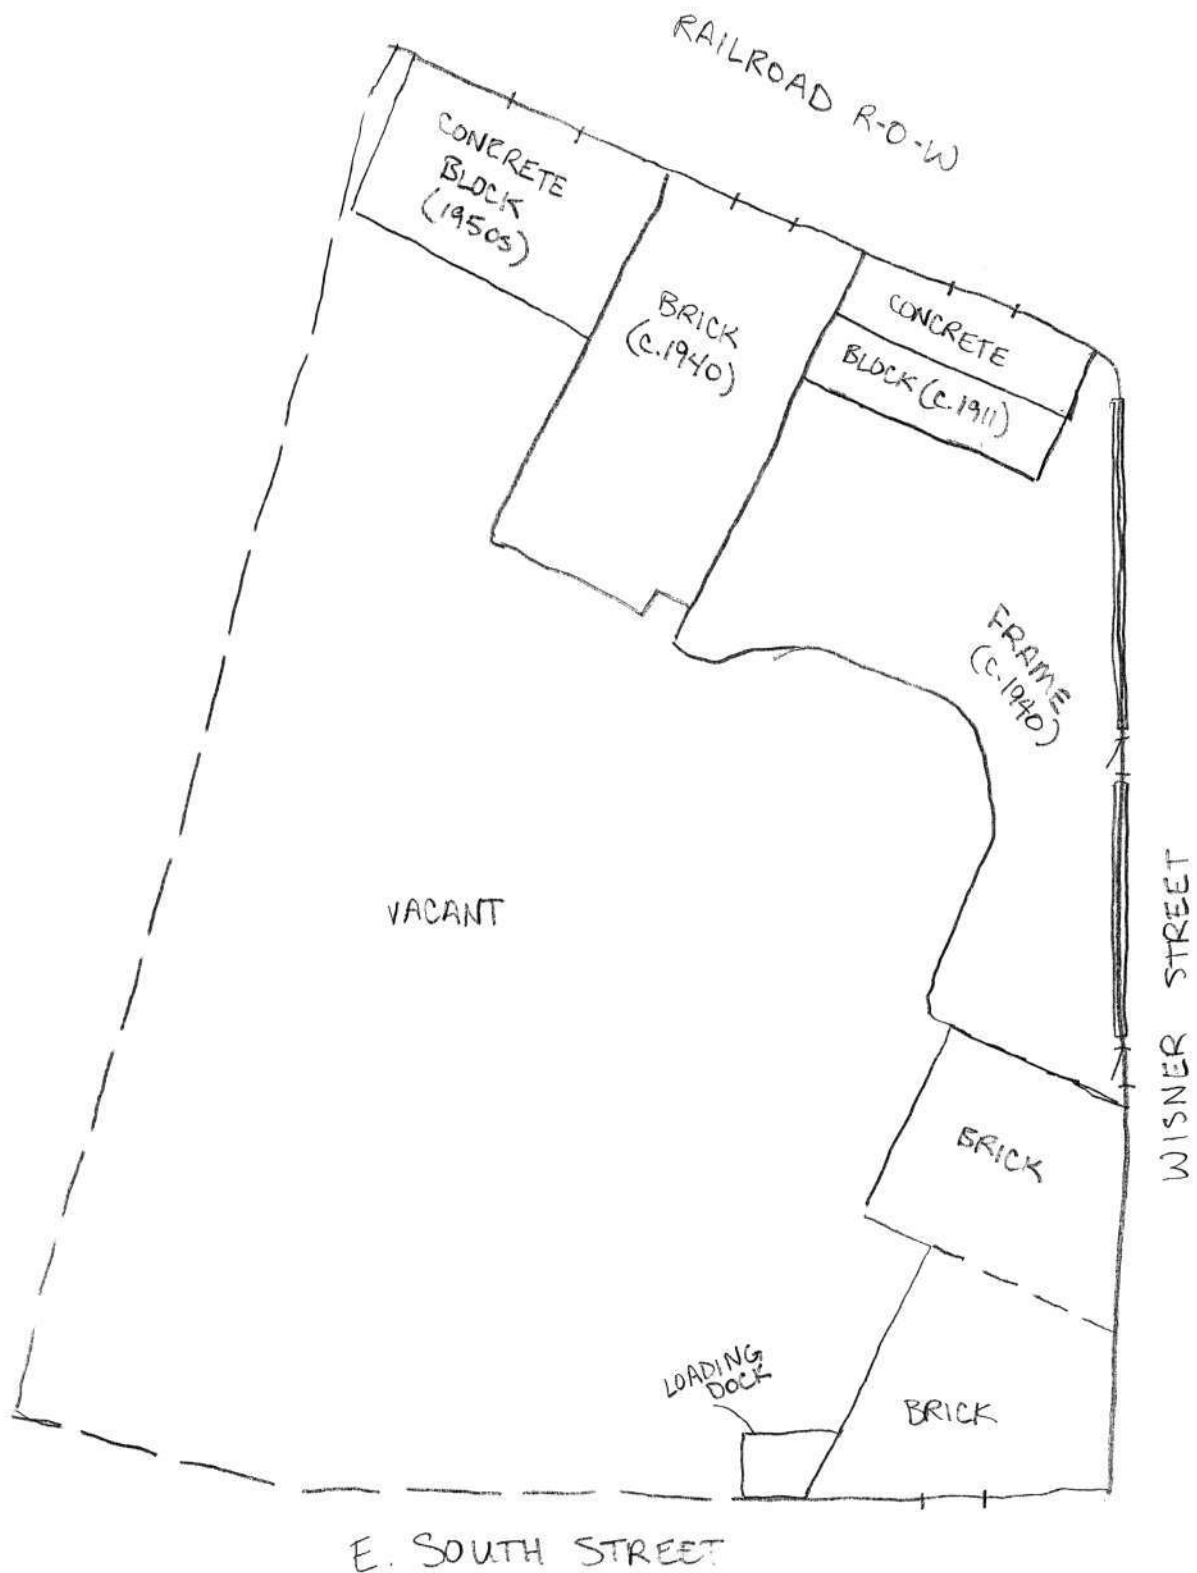 RAILROAD R-O-W
CONCRETE
BLOCK
(1950s)
BRICK
(C.1940)
CONCRETE
BLOCK (C.1911)
FRAME
(C.1940)
VACANT
WISNER STREET
BRICK
LOADING
DOCK
BRICK
E. SOUTH STREET